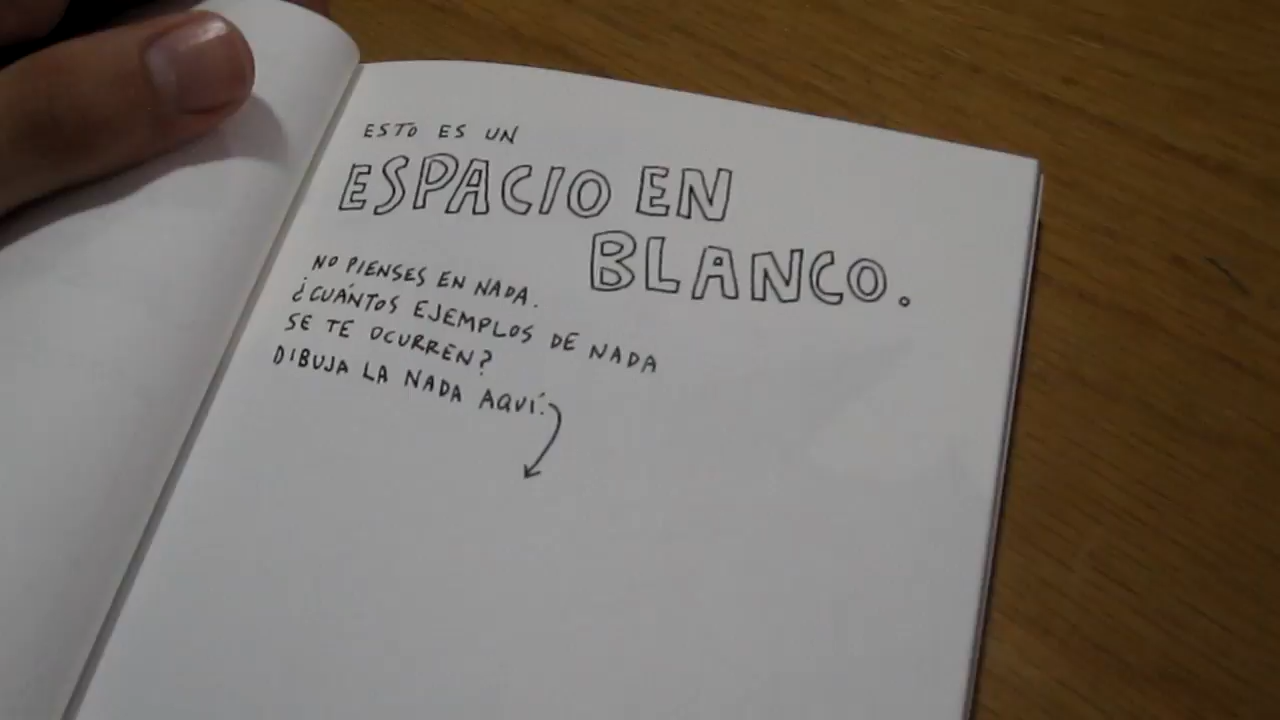 ESTO ES UN
ESPACIO EN
BLANCO.
NO PIENSES EN NADA.
¿CUÁNTOS EJEMPLOS DE NADA
SE TE OCURREN?
DIBUJA LA NADA AQUÍ: